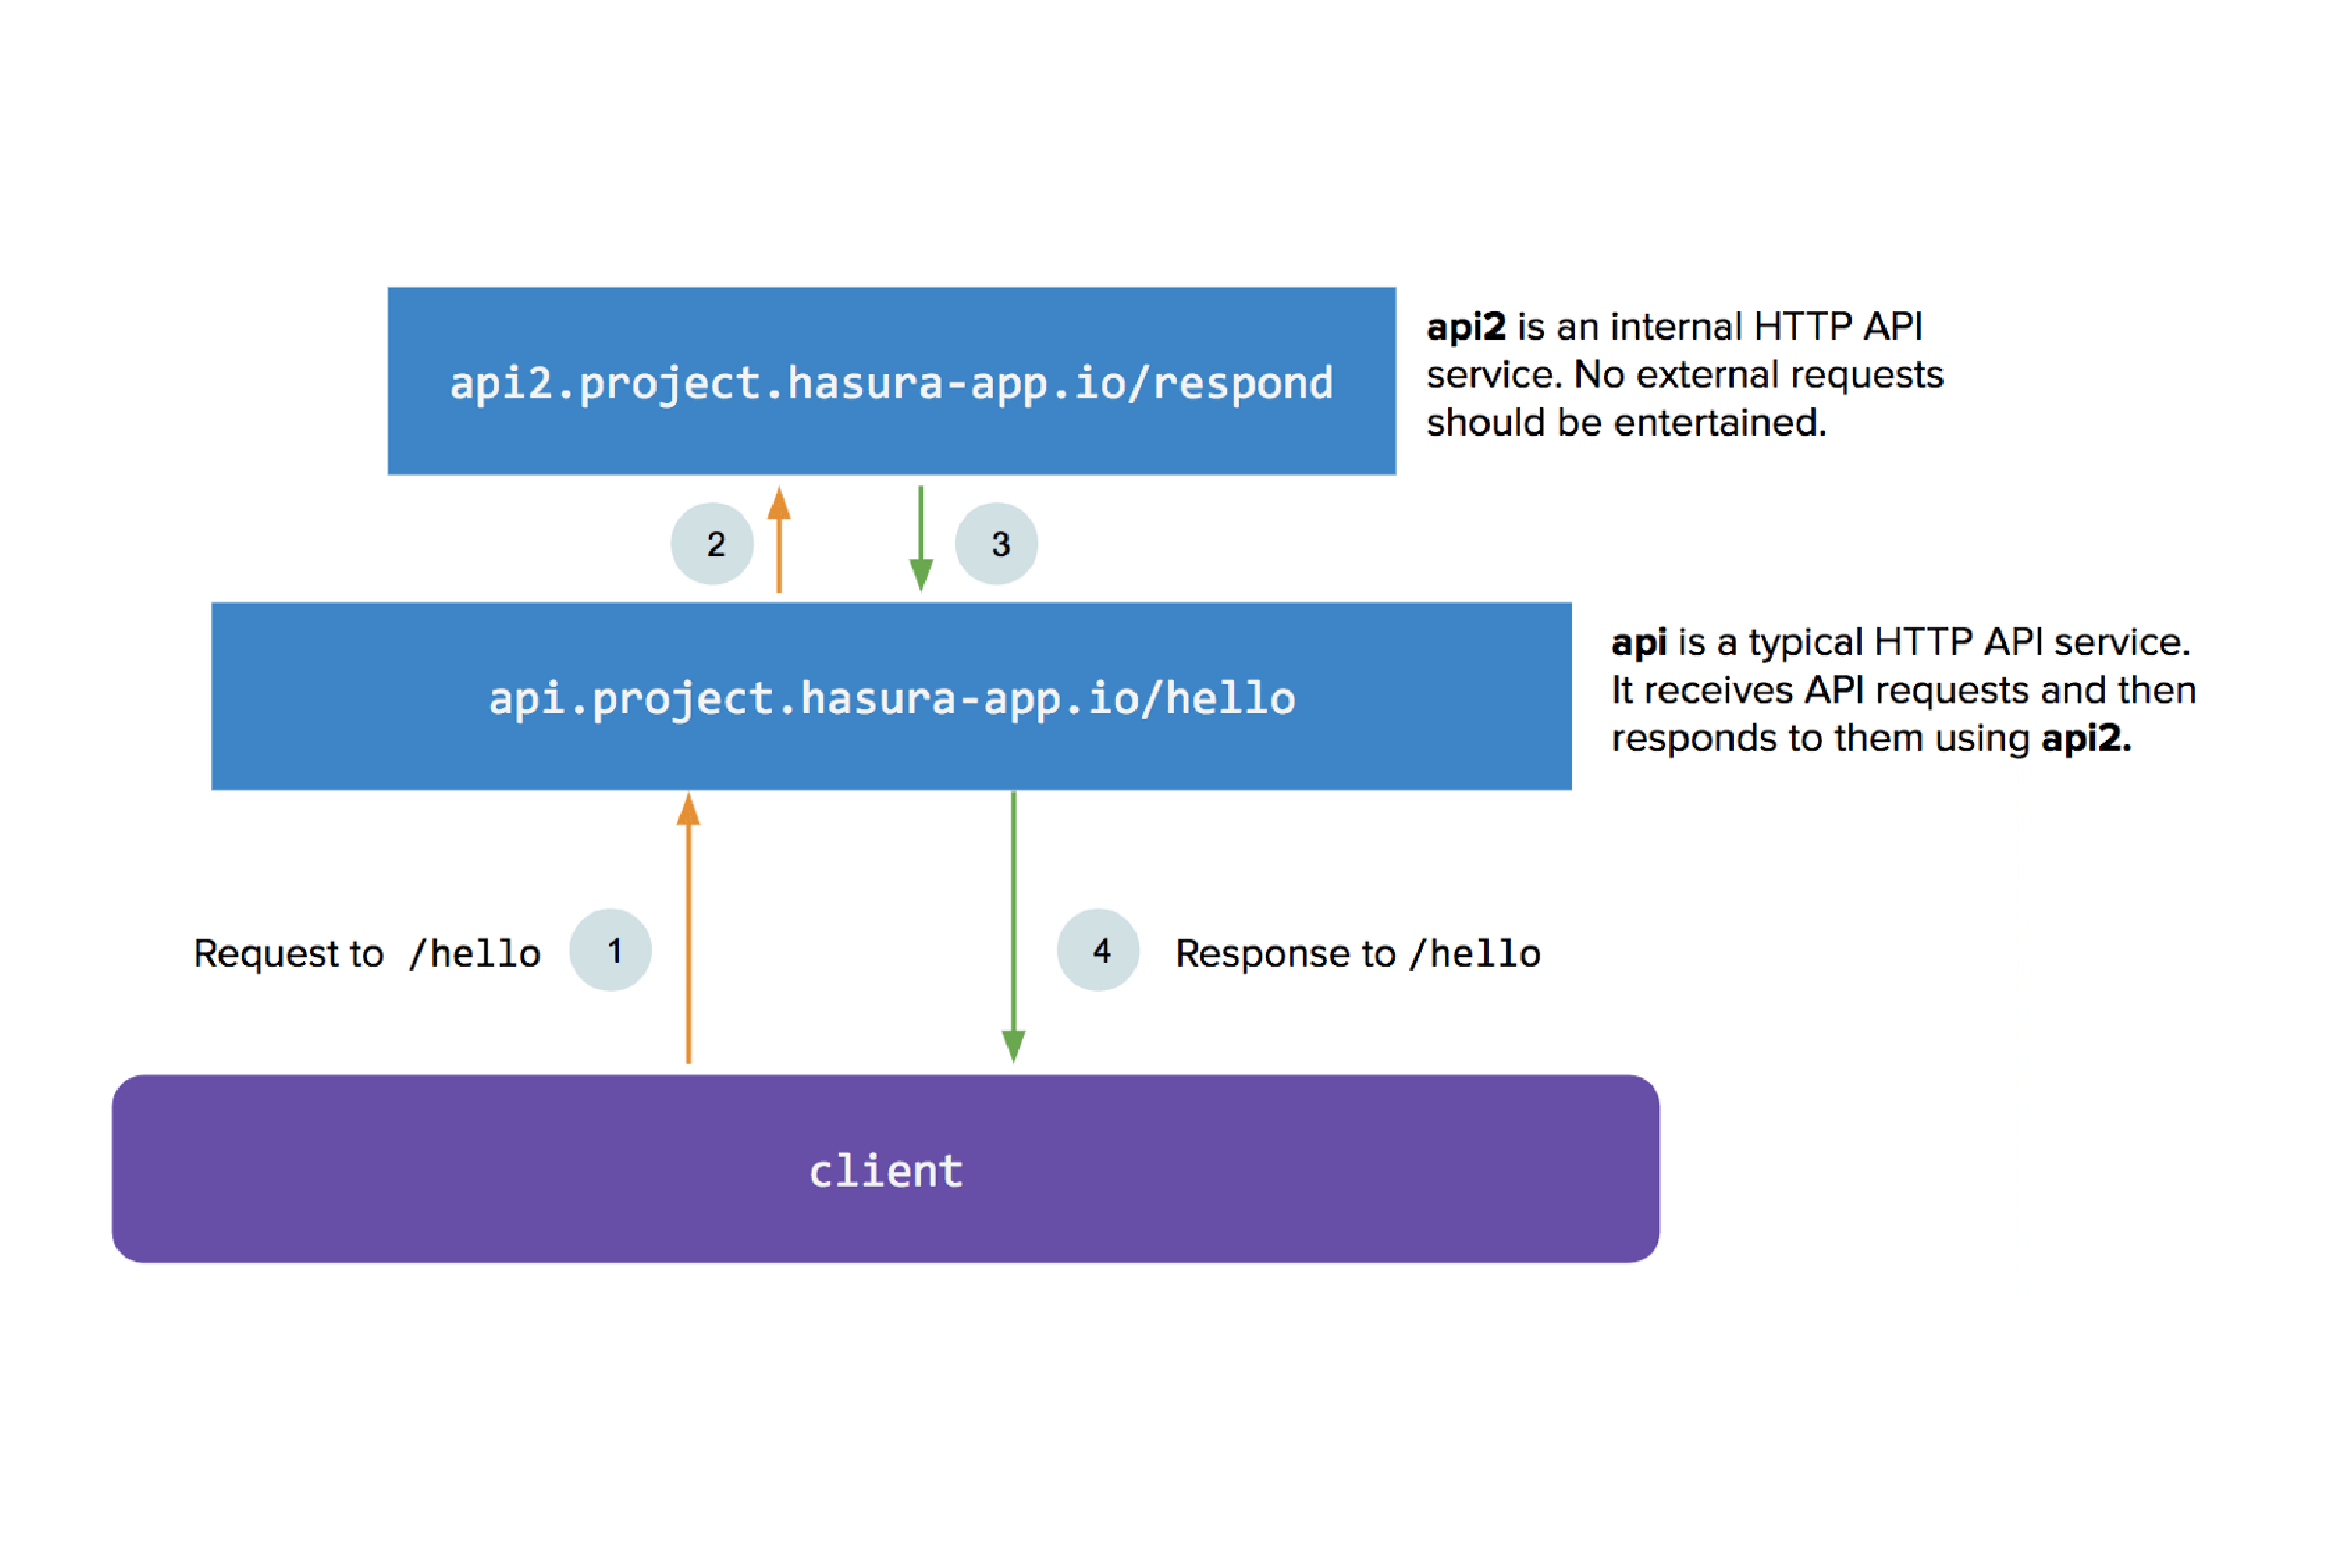 api2.project.hasura-app.io/respond
api2 is an internal HTTP API
service. No external requests
should be entertained.
2
3
api.project.hasura-app.io/hello
api is a typical HTTP API service.
It receives API requests and then
responds to them using api2.
Request to /hello
1
4
Response to /hello
client